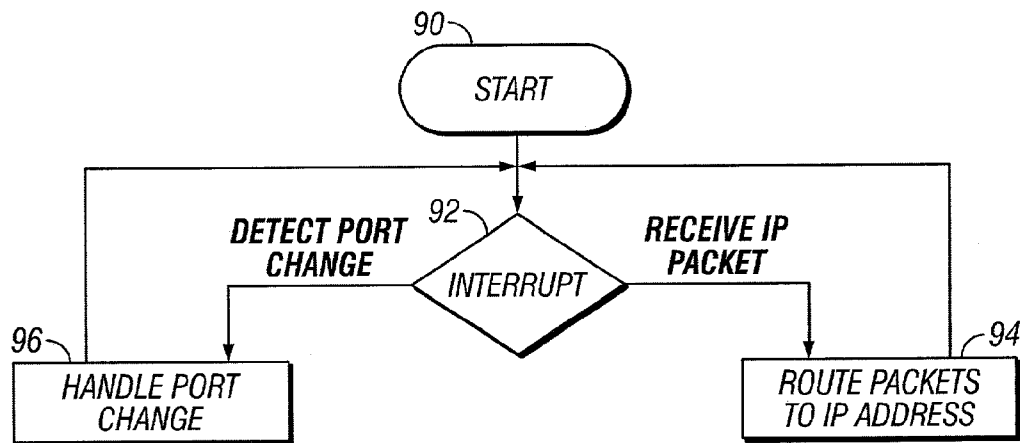 90
START
92
DETECT PORT
CHANGE
INTERRUPT
RECEIVE IP
PACKET
96
HANDLE PORT
CHANGE
94
ROUTE PACKETS
TO IP ADDRESS